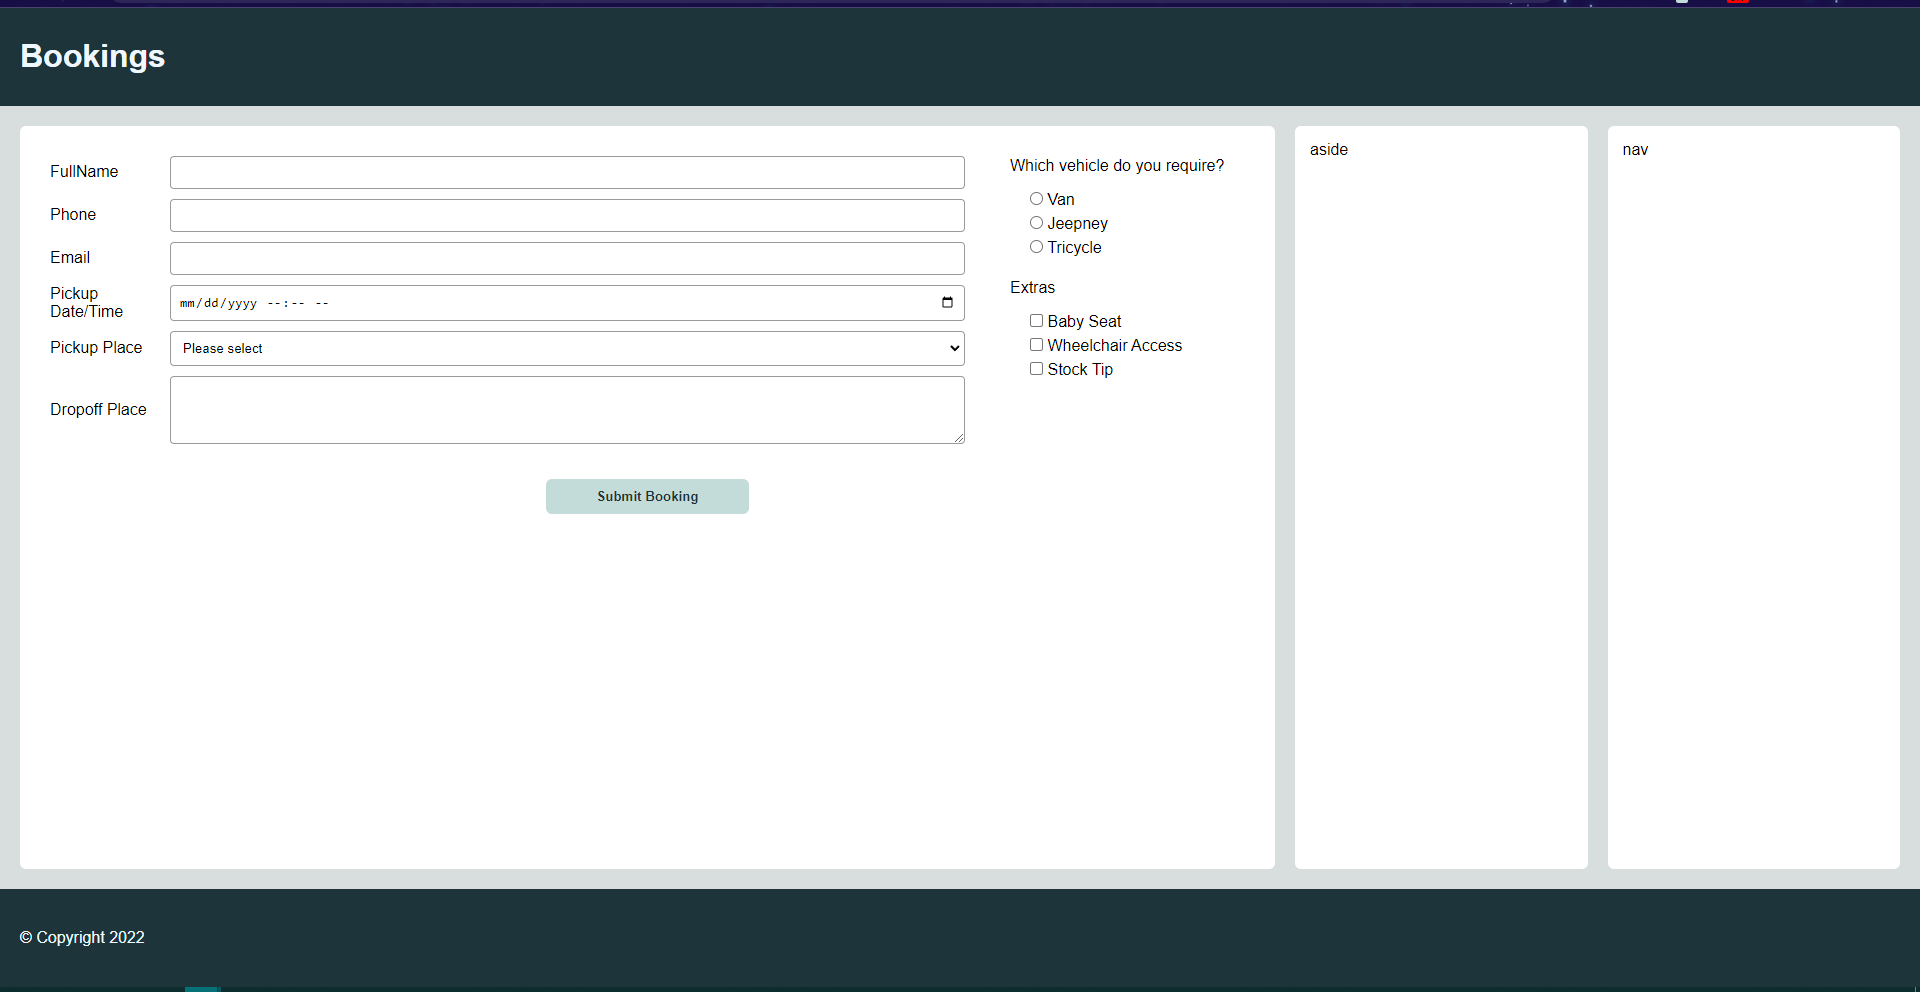 Bookings
FullName
Phone
Email
Pickup
Date/Time
mm/dd/yyyy --:-- --
Pickup Place
Please select
Dropoff Place
Submit Booking
Which vehicle do you require?
Van
Jeepney
Tricycle
Extras
Baby Seat
Wheelchair Access
Stock Tip
aside
nav
© Copyright 2022